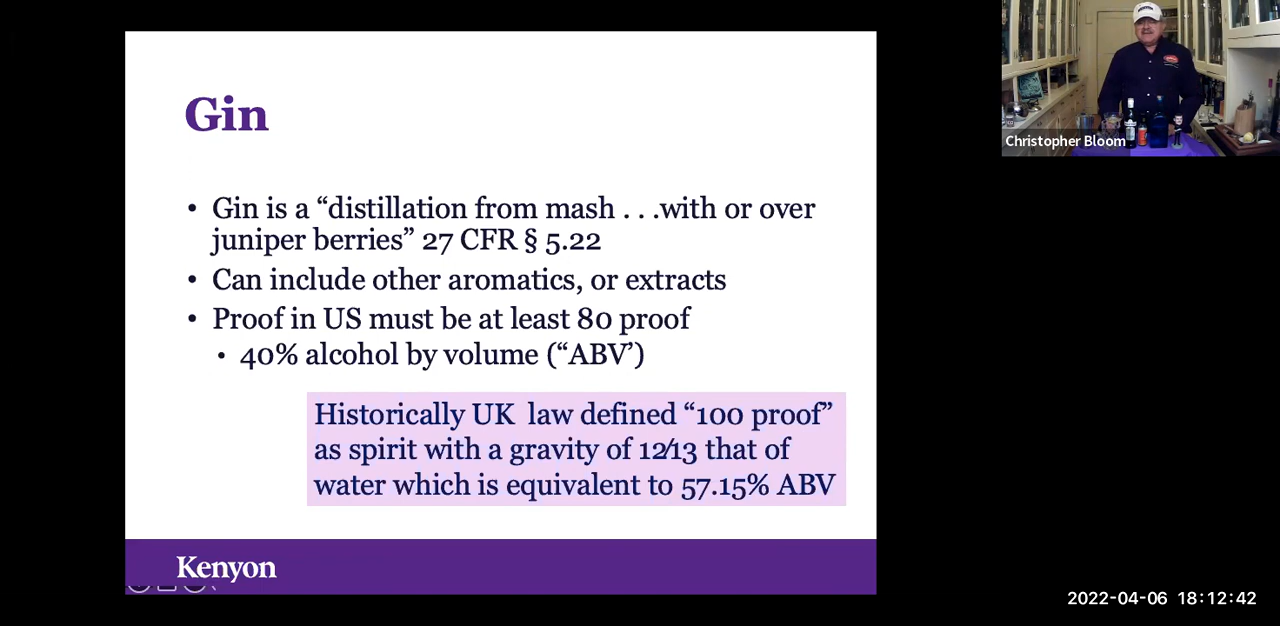 Gin
• Gin is a “distillation from mash . . .with or over
juniper berries” 27 CFR § 5.22
• Can include other aromatics, or extracts
• Proof in US must be at least 80 proof
• 40% alcohol by volume (“ABV’)
Historically UK law defined “100 proof”
as spirit with a gravity of 12⁄13 that of
water which is equivalent to 57.15% ABV
Kenyon
Christopher Bloom
2022-04-06 18:12:42